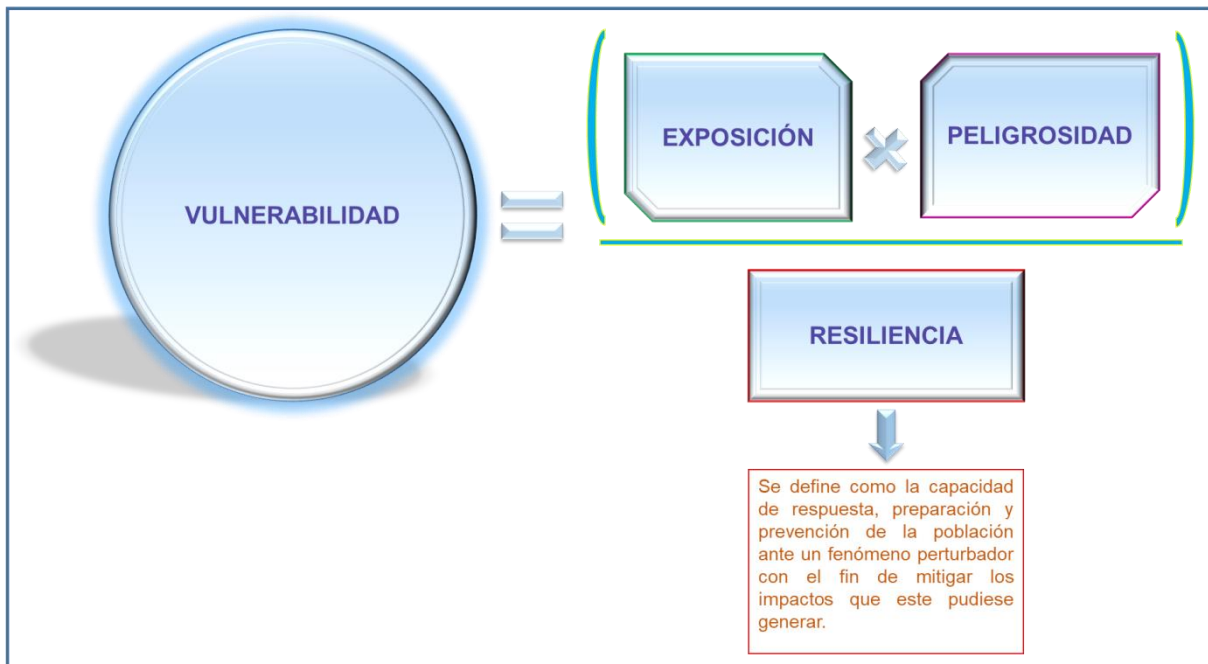 VULNERABILIDAD
EXPOSICIÓN
PELIGROSIDAD
RESILIENCIA
Se define como la capacidad
de respuesta, preparación y
prevención de la población
ante un fenómeno perturbador
con el fin de mitigar los
impactos que este pudiese
generar.